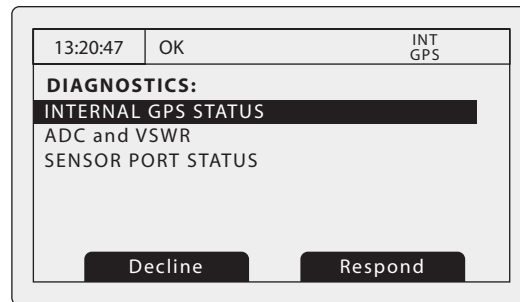 13:20:47 OK INT
GPS
DIAGNOSTICS:
INTERNAL GPS STATUS
ADC and VSWR
SENSOR PORT STATUS
Decline Respond